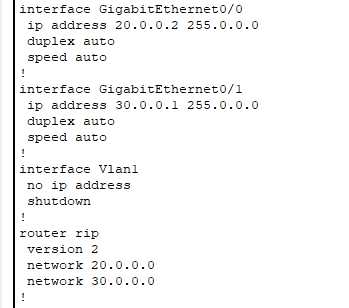 interface GigabitEthernet0/0
ip address 20.0.0.2 255.0.0.0
duplex auto
speed auto
!
interface GigabitEthernet0/1
ip address 30.0.0.1 255.0.0.0
duplex auto
speed auto
!
interface Vlan1
no ip address
shutdown
!
router rip
version 2
network 20.0.0.0
network 30.0.0.0
!